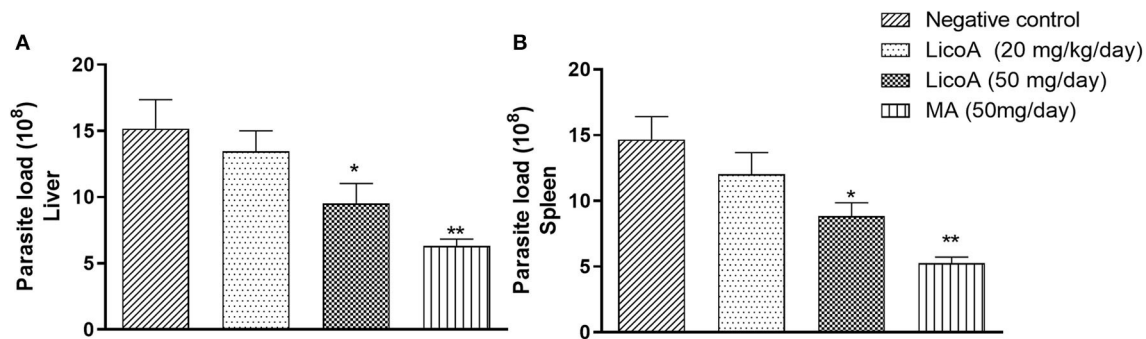 A
Parasite load (10⁸)
Liver
20
15
10
5
0
*
**
B
Parasite load (10⁸)
Spleen
20
15
10
5
0
*
**
Negative control
LicoA (20 mg/kg/day)
LicoA (50 mg/day)
MA (50mg/day)